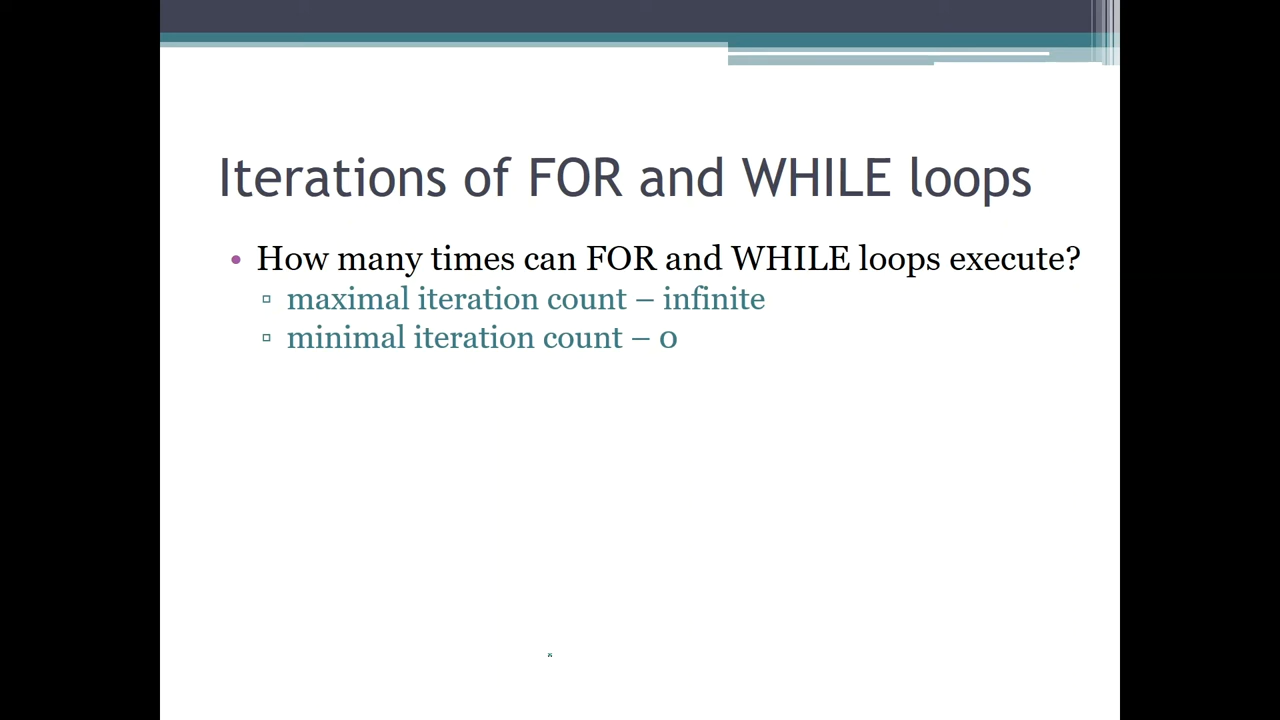 Iterations of FOR and WHILE loops
• How many times can FOR and WHILE loops execute?
▫ maximal iteration count – infinite
▫ minimal iteration count – 0